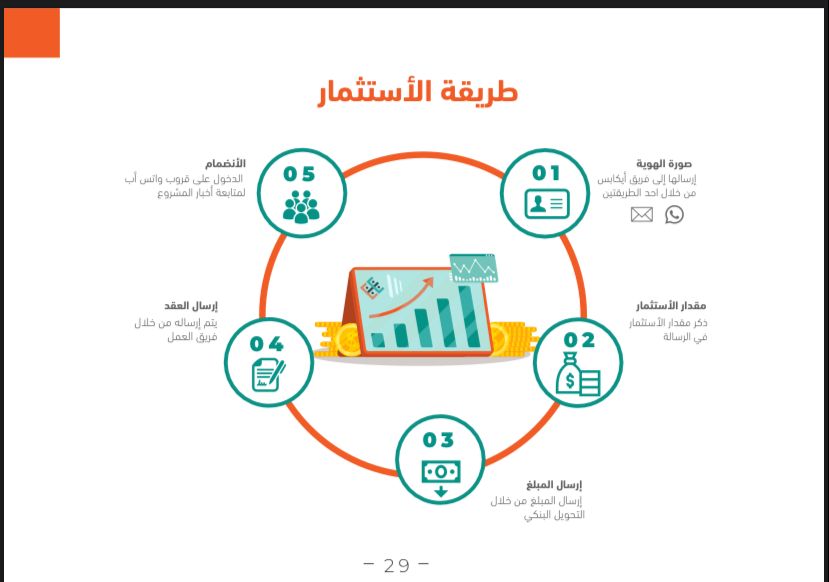 طريقة الأستثمار
01
صورة الهوية
إرسالها إلى فريق أيكابس
من خلال احد الطريقتين
02
مقدار الأستثمار
ذكر مقدار الأستثمار
في الرسالة
03
إرسال المبلغ
إرسال المبلغ من خلال
التحويل البنكي
04
إرسال العقد
يتم إرساله من خلال
فريق العمل
05
الأنضمام
الدخول على قروب واتس أب
لمتابعة أخبار المشروع
– 29 –